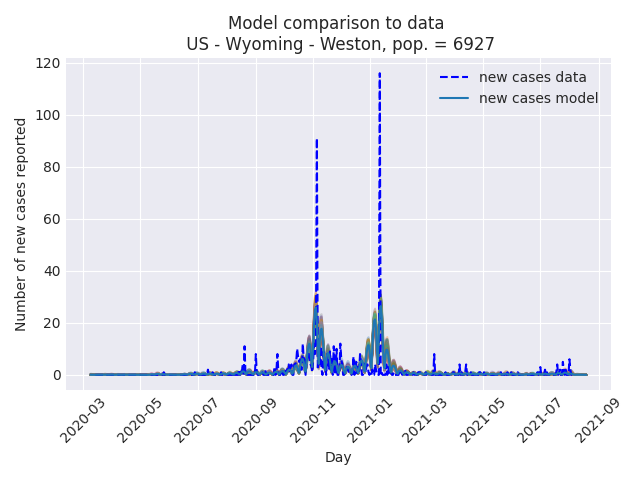 Model comparison to data
US - Wyoming - Weston, pop. = 6927
120
100
80
60
40
20
0
Number of new cases reported
new cases data
new cases model
2020-03
2020-05
2020-07
2020-09
2020-11
2021-01
2021-03
2021-05
2021-07
2021-09
Day